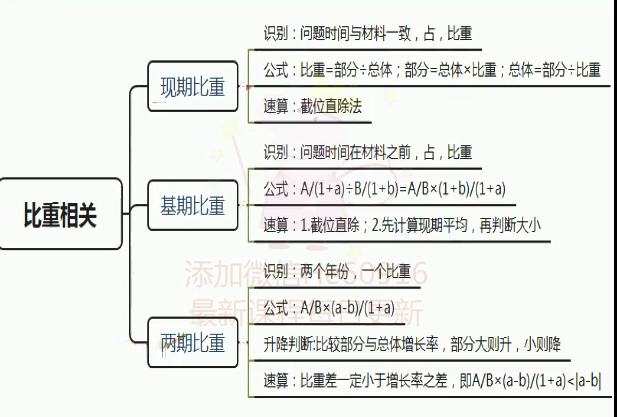 识别：问题时间与材料一致，占，比重
现期比重
公式：比重=部分÷总体；部分=总体×比重；总体=部分÷比重
速算：截位直除法
识别：问题时间在材料之前，占，比重
比重相关
基期比重
公式：A/(1+a)÷B/(1+b)=A/B×(1+b)/(1+a)
速算：1.截位直除；2.先计算现期平均，再判断大小
识别：两个年份，一个比重
公式：A/B×(a-b)/(1+a)
两期比重
升降判断:比较部分与总体增长率，部分大则升，小则降
速算：比重差一定小于增长率之差，即A/B×(a-b)/(1+a)<|a-b|
添加微信
最新课程每日更新